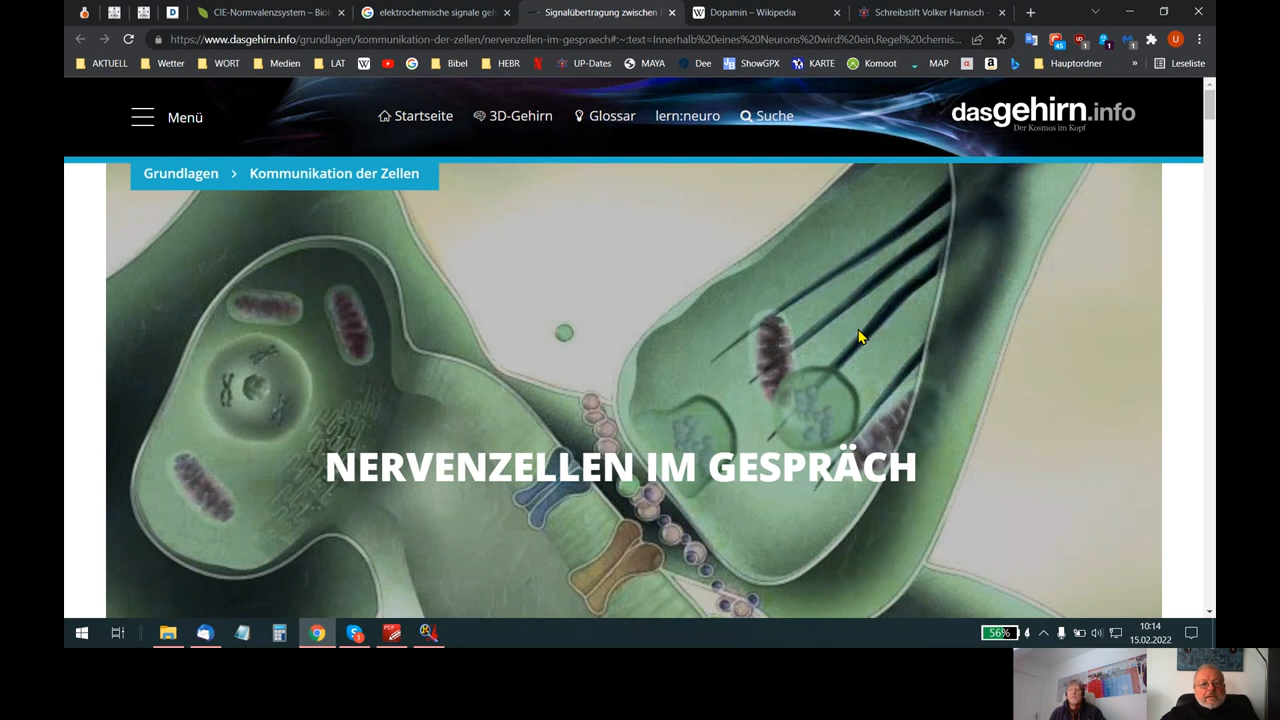 CIE-Normvalenzsystem – Biol
elektrochemische signale geh
Signalübertragung zwischen
Dopamin – Wikipedia
Schreibstift Volker Harnisch -
https://www.dasgehirn.info/grundlagen/kommunikation-der-zellen/nervenzellen-im-gespraech#:~:text=Innerhalb%20eines%20Neurons%20wird%20ein,Regel%20chemis...
AKTUELL Wetter WORT Medien LAT Bibel HEBR UP-Dates MAYA Dee ShowGPX KARTE Komoot MAP Hauptordner » Leseliste
Menü
Startseite 3D-Gehirn Glossar lern:neuro Suche
dasgehirn.info
Der Kosmos im Kopf
Grundlagen > Kommunikation der Zellen
NERVENZELLEN IM GESPRÄCH
56%
10:14
15.02.2022